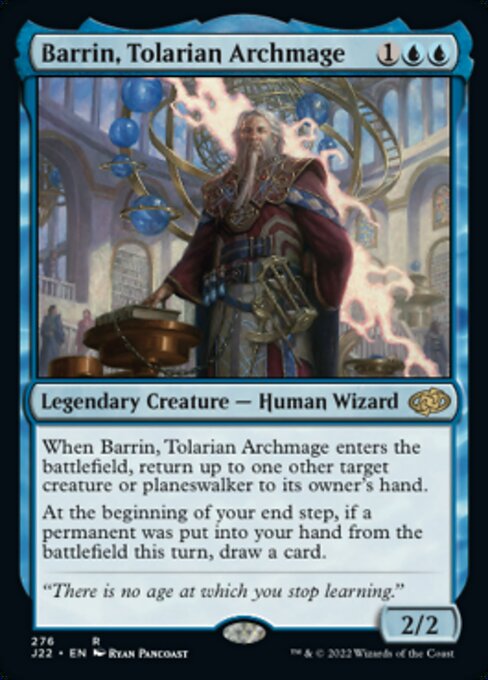 Barrin, Tolarian Archmage 1
Legendary Creature — Human Wizard
When Barrin, Tolarian Archmage enters the
battlefield, return up to one other target
creature or planeswalker to its owner's hand.
At the beginning of your end step, if a
permanent was put into your hand from the
battlefield this turn, draw a card.
"There is no age at which you stop learning."
2/2
276 R
J22 • EN Ryan Pancoast
™ & © 2022 Wizards of the Coast